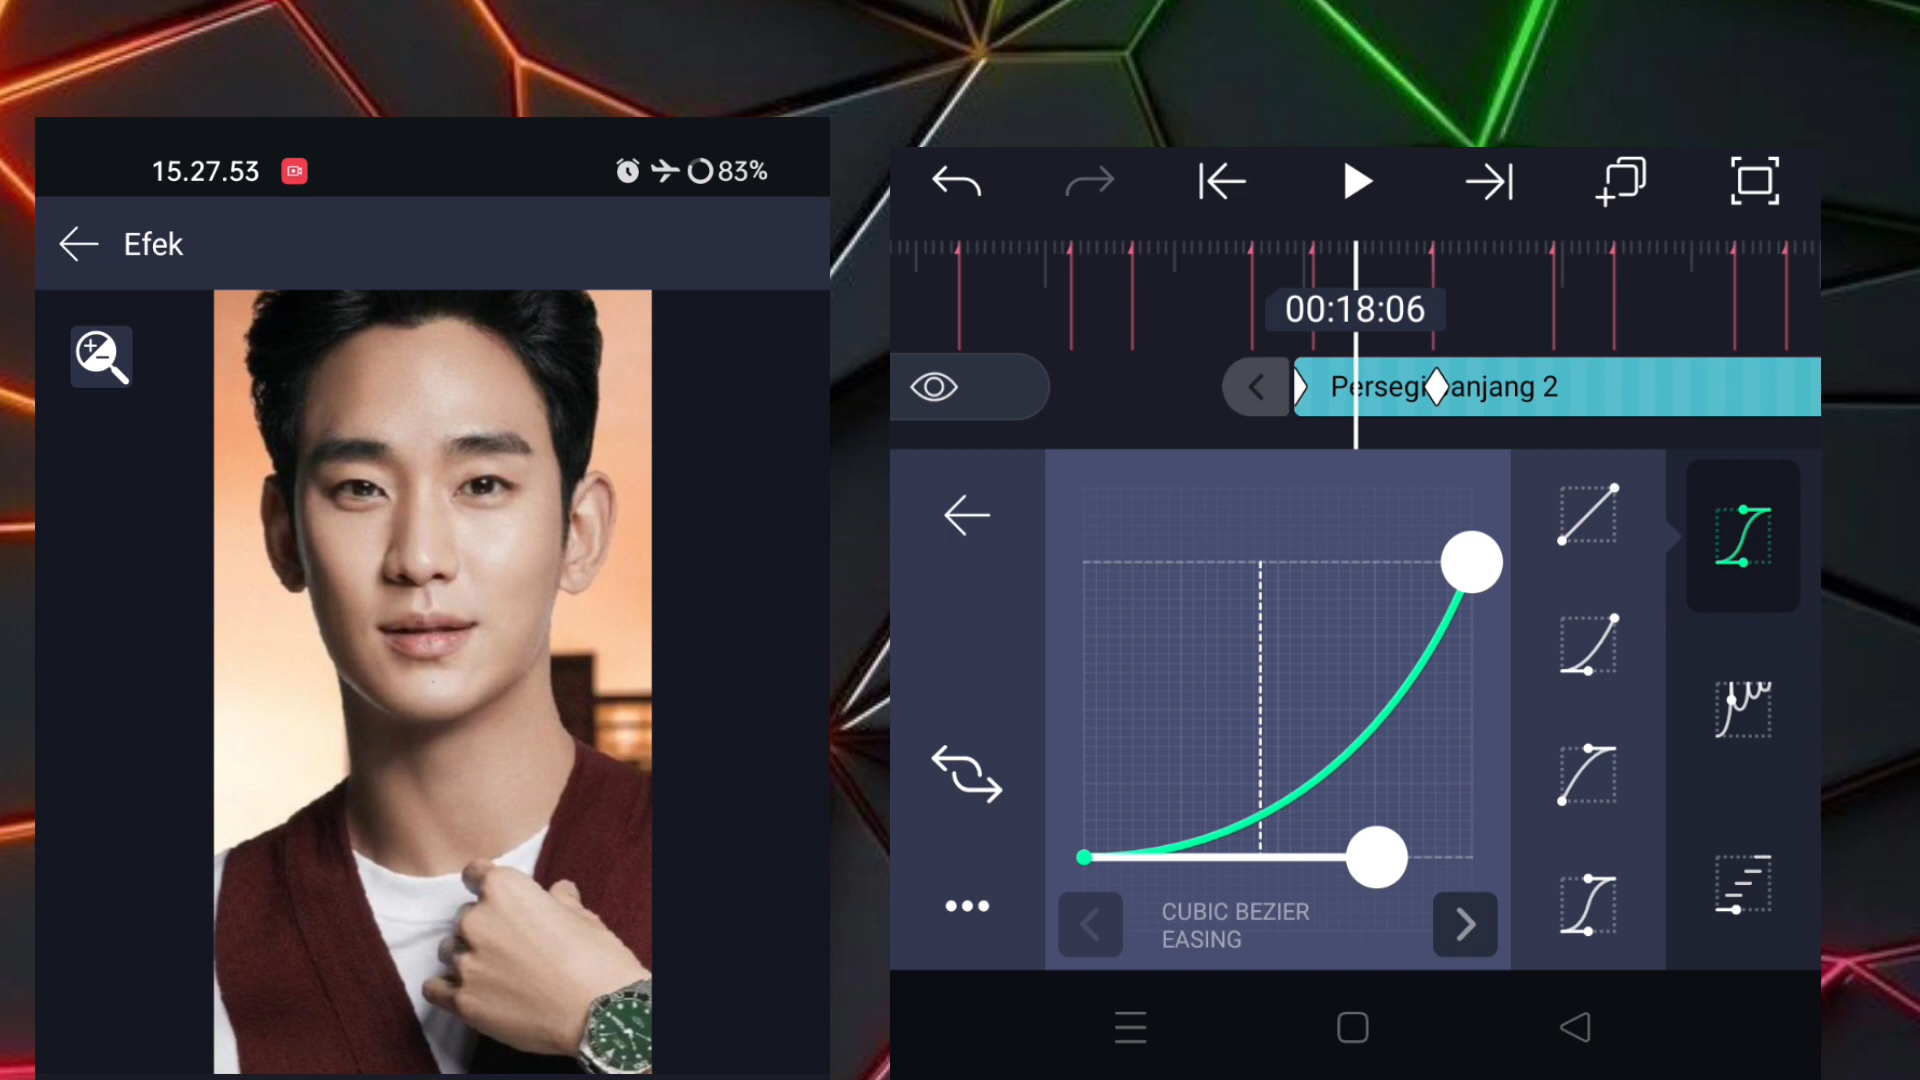 15.27.53
83%
Efek
00:18:06
Persegi anjang 2
CUBIC BEZIER
EASING